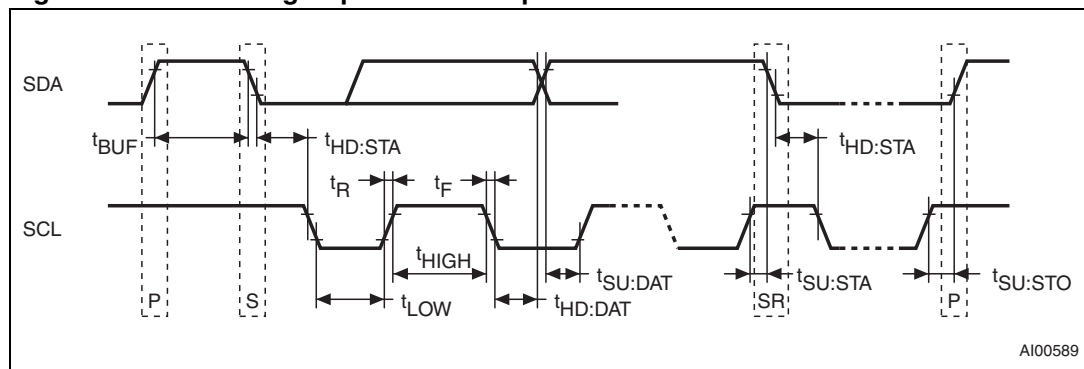 SDA
tBUF
tHD:STA
tHD:STA
tR
tF
SCL
tHIGH
tSU:DAT
tSU:STA
tSU:STO
P
S
tLOW
tHD:DAT
SR
P
AI00589